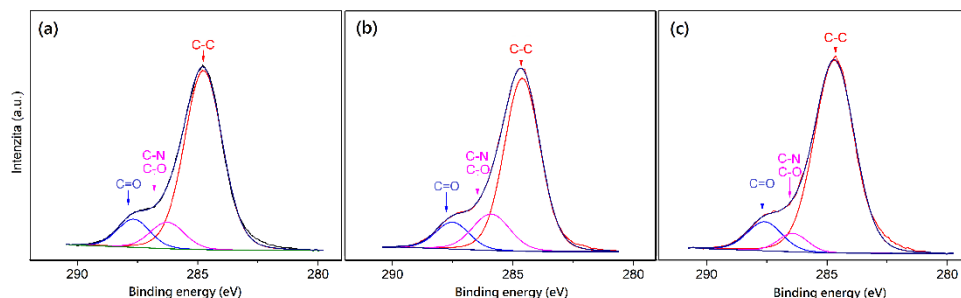 (a)
C-C
C-N
C-O
C=O
Intenzita (a.u.)
290
285
280
Binding energy (eV)
(b)
C-C
C-N
C-O
C=O
290
285
280
Binding energy (eV)
(c)
C-C
C-N
C-O
C=O
290
285
280
Binding energy (eV)